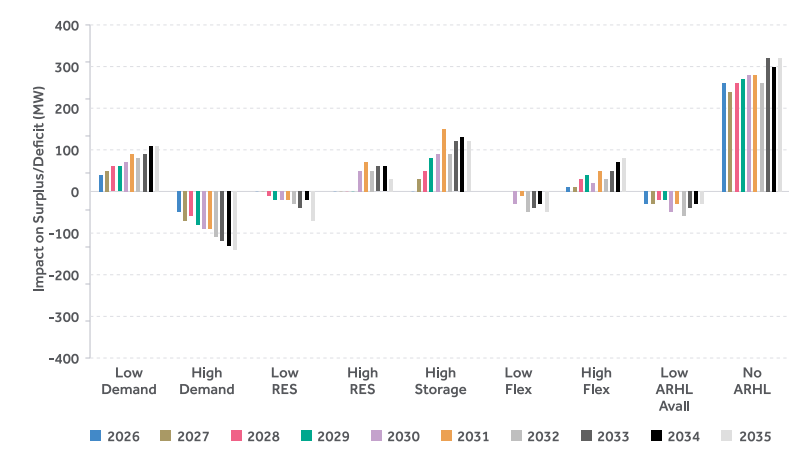 400
300
200
100
0
-100
-200
-300
-400
Impact on Surplus/Deficit (MW)
Low Demand
High Demand
Low RES
High RES
High Storage
Low Flex
High Flex
Low ARHL Avall
No ARHL
2026 2027 2028 2029 2030 2031 2032 2033 2034 2035